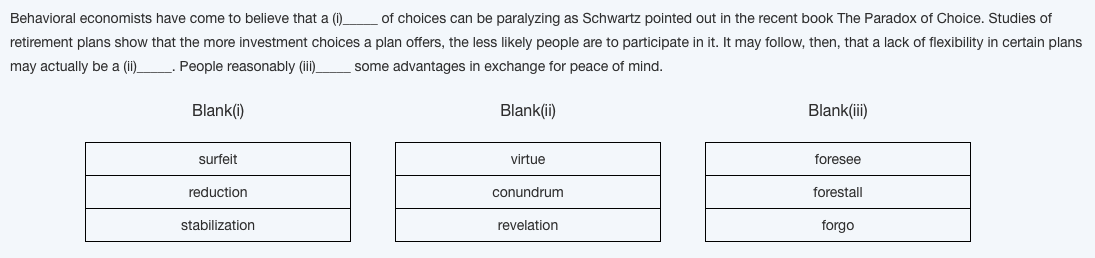 Behavioral economists have come to believe that a (i)_____ of choices can be paralyzing as Schwartz pointed out in the recent book The Paradox of Choice. Studies of
retirement plans show that the more investment choices a plan offers, the less likely people are to participate in it. It may follow, then, that a lack of flexibility in certain plans
may actually be a (ii)_____. People reasonably (iii)_____ some advantages in exchange for peace of mind.
Blank(i) Blank(ii) Blank(iii)
surfeit virtue foresee
reduction conundrum forestall
stabilization revelation forgo